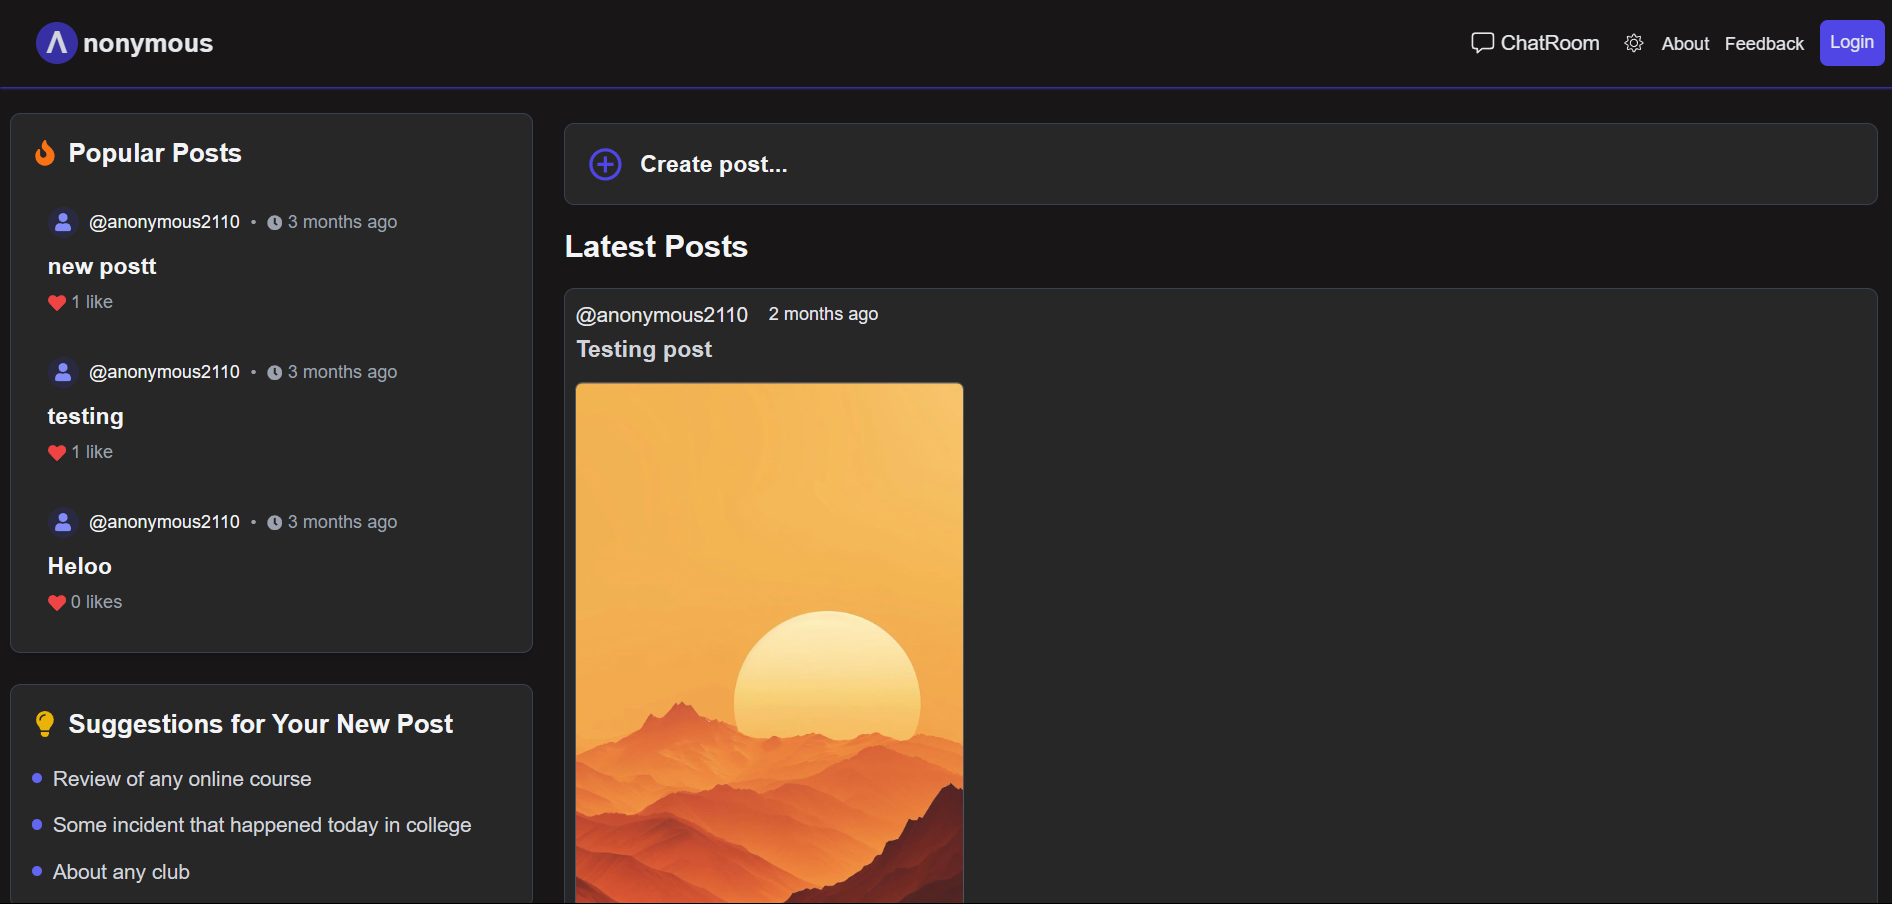 Λnonymous
ChatRoom About Feedback Login
Popular Posts
@anonymous2110 • 3 months ago
new postt
1 like
@anonymous2110 • 3 months ago
testing
1 like
@anonymous2110 • 3 months ago
Heloo
0 likes
Suggestions for Your New Post
Review of any online course
Some incident that happened today in college
About any club
Create post...
Latest Posts
@anonymous2110 2 months ago
Testing post